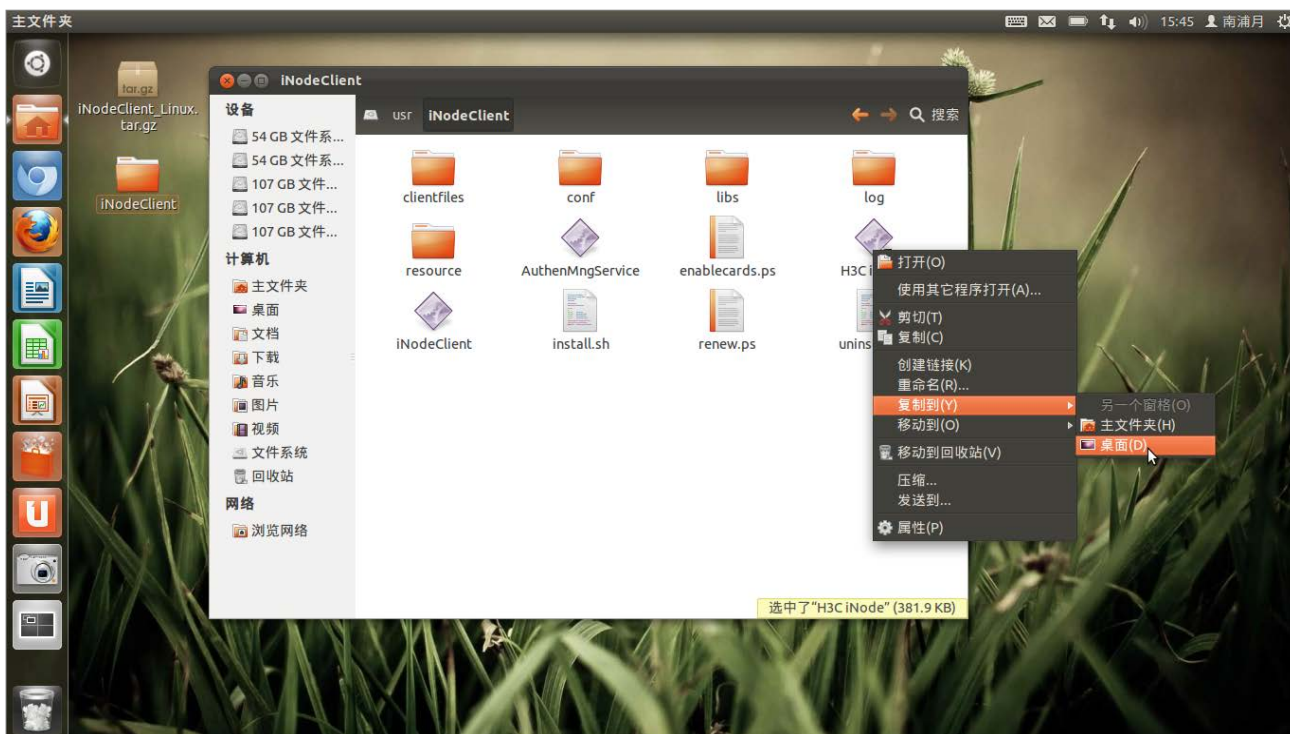 主文件夹
15:45
南浦月
tar.gz
iNodeClient_Linux.
tar.gz
iNodeClient
iNodeClient
设备
54 GB 文件系...
54 GB 文件系...
107 GB 文件...
107 GB 文件...
107 GB 文件...
计算机
主文件夹
桌面
文档
下载
音乐
图片
视频
文件系统
回收站
网络
浏览网络
usr
iNodeClient
搜索
clientfiles
conf
libs
log
resource
AuthenMngService
enablecards.ps
H3C i
iNodeClient
install.sh
renew.ps
unins
打开(O)
使用其它程序打开(A)...
剪切(T)
复制(C)
创建链接(K)
重命名(R)...
复制到(Y)
移动到(O)
移动到回收站(V)
压缩...
发送到...
属性(P)
另一个窗格(O)
主文件夹(H)
桌面(D)
选中了"H3C iNode" (381.9 KB)